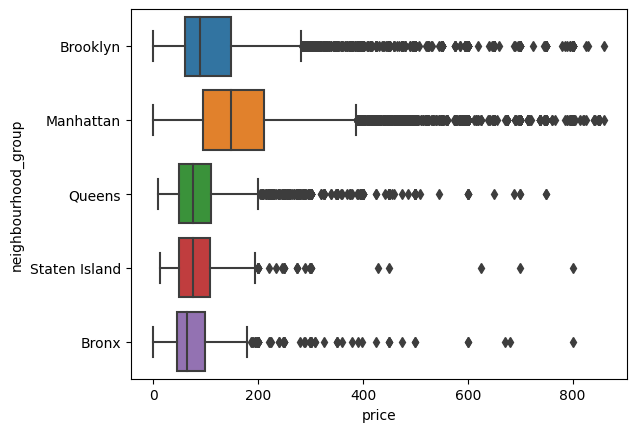 neighbourhood_group
Brooklyn
Manhattan
Queens
Staten Island
Bronx
0 200 400 600 800
price